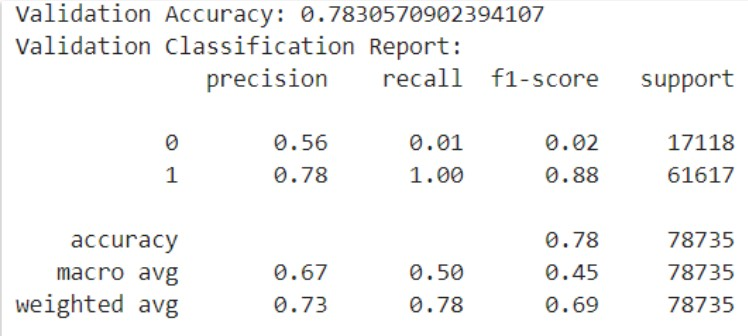 Validation Accuracy: 0.7830570902394107
Validation Classification Report:
precision recall f1-score support
0 0.56 0.01 0.02 17118
1 0.78 1.00 0.88 61617
accuracy 0.78 78735
macro avg 0.67 0.50 0.45 78735
weighted avg 0.73 0.78 0.69 78735